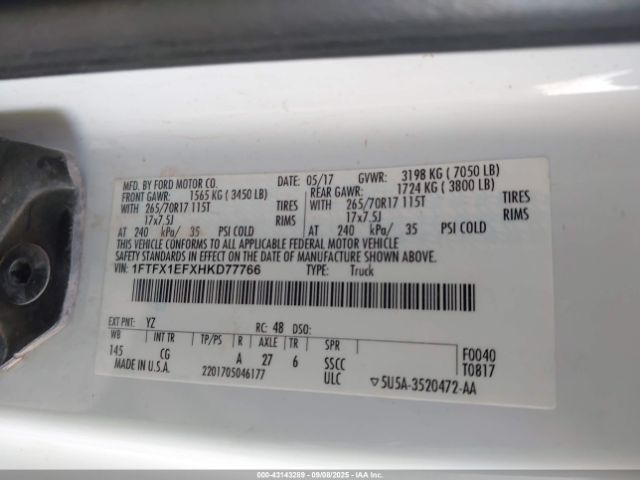 MFD. BY FORD MOTOR CO.
DATE: 05/17 GVWR: 3198 KG ( 7050 LB)
FRONT GAWR: 1565 KG ( 3450 LB) REAR GAWR: 1724 KG ( 3800 LB)
WITH 265/70R17 115T TIRES WITH 265/70R17 115T TIRES
17x7.5J RIMS 17x7.5J RIMS
AT 240 kPa/ 35 PSI COLD AT 240 kPa/ 35 PSI COLD
THIS VEHICLE CONFORMS TO ALL APPLICABLE FEDERAL MOTOR VEHICLE
SAFETY STANDARDS IN EFFECT ON THE DATE OF MANUFACTURE SHOWN ABOVE.
VIN: 1FTFX1EFXHKD77766 TYPE: Truck
EXT PNT: YZ RC: 48 DSO:
WB INT TR TP/PS R AXLE TR SPR
145 CG A 27 6 SSCC
ULC
F0040
T0817
MADE IN U.S.A. 2201705046177
5U5A-3520472-AA
000-43143289 - 09/08/2025 - IAAI.COM